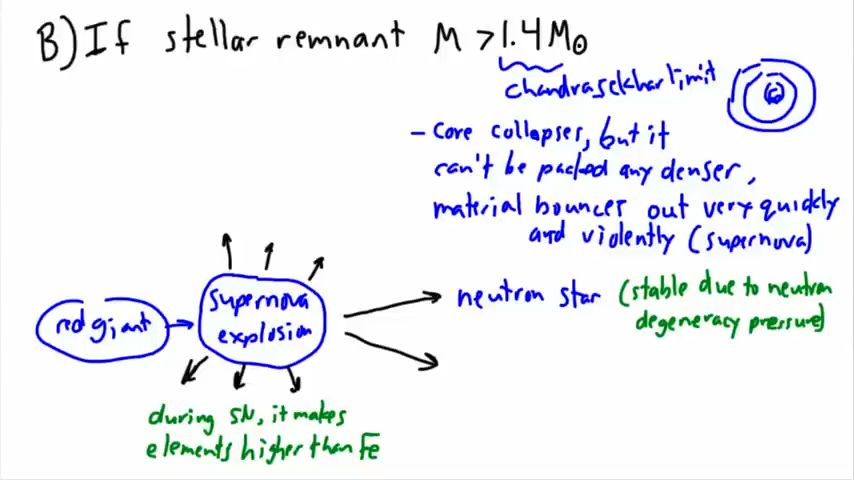 B) If stellar remnant M > 1.4 M⊙
chandrasekhar limit
- Core collapses, but it
can't be packed any denser,
material bounces out very quickly
and violently (supernova)
red giant
supernova
explosion
neutron star (stable due to neutron
degeneracy pressure)
during SN, it makes
elements higher than Fe